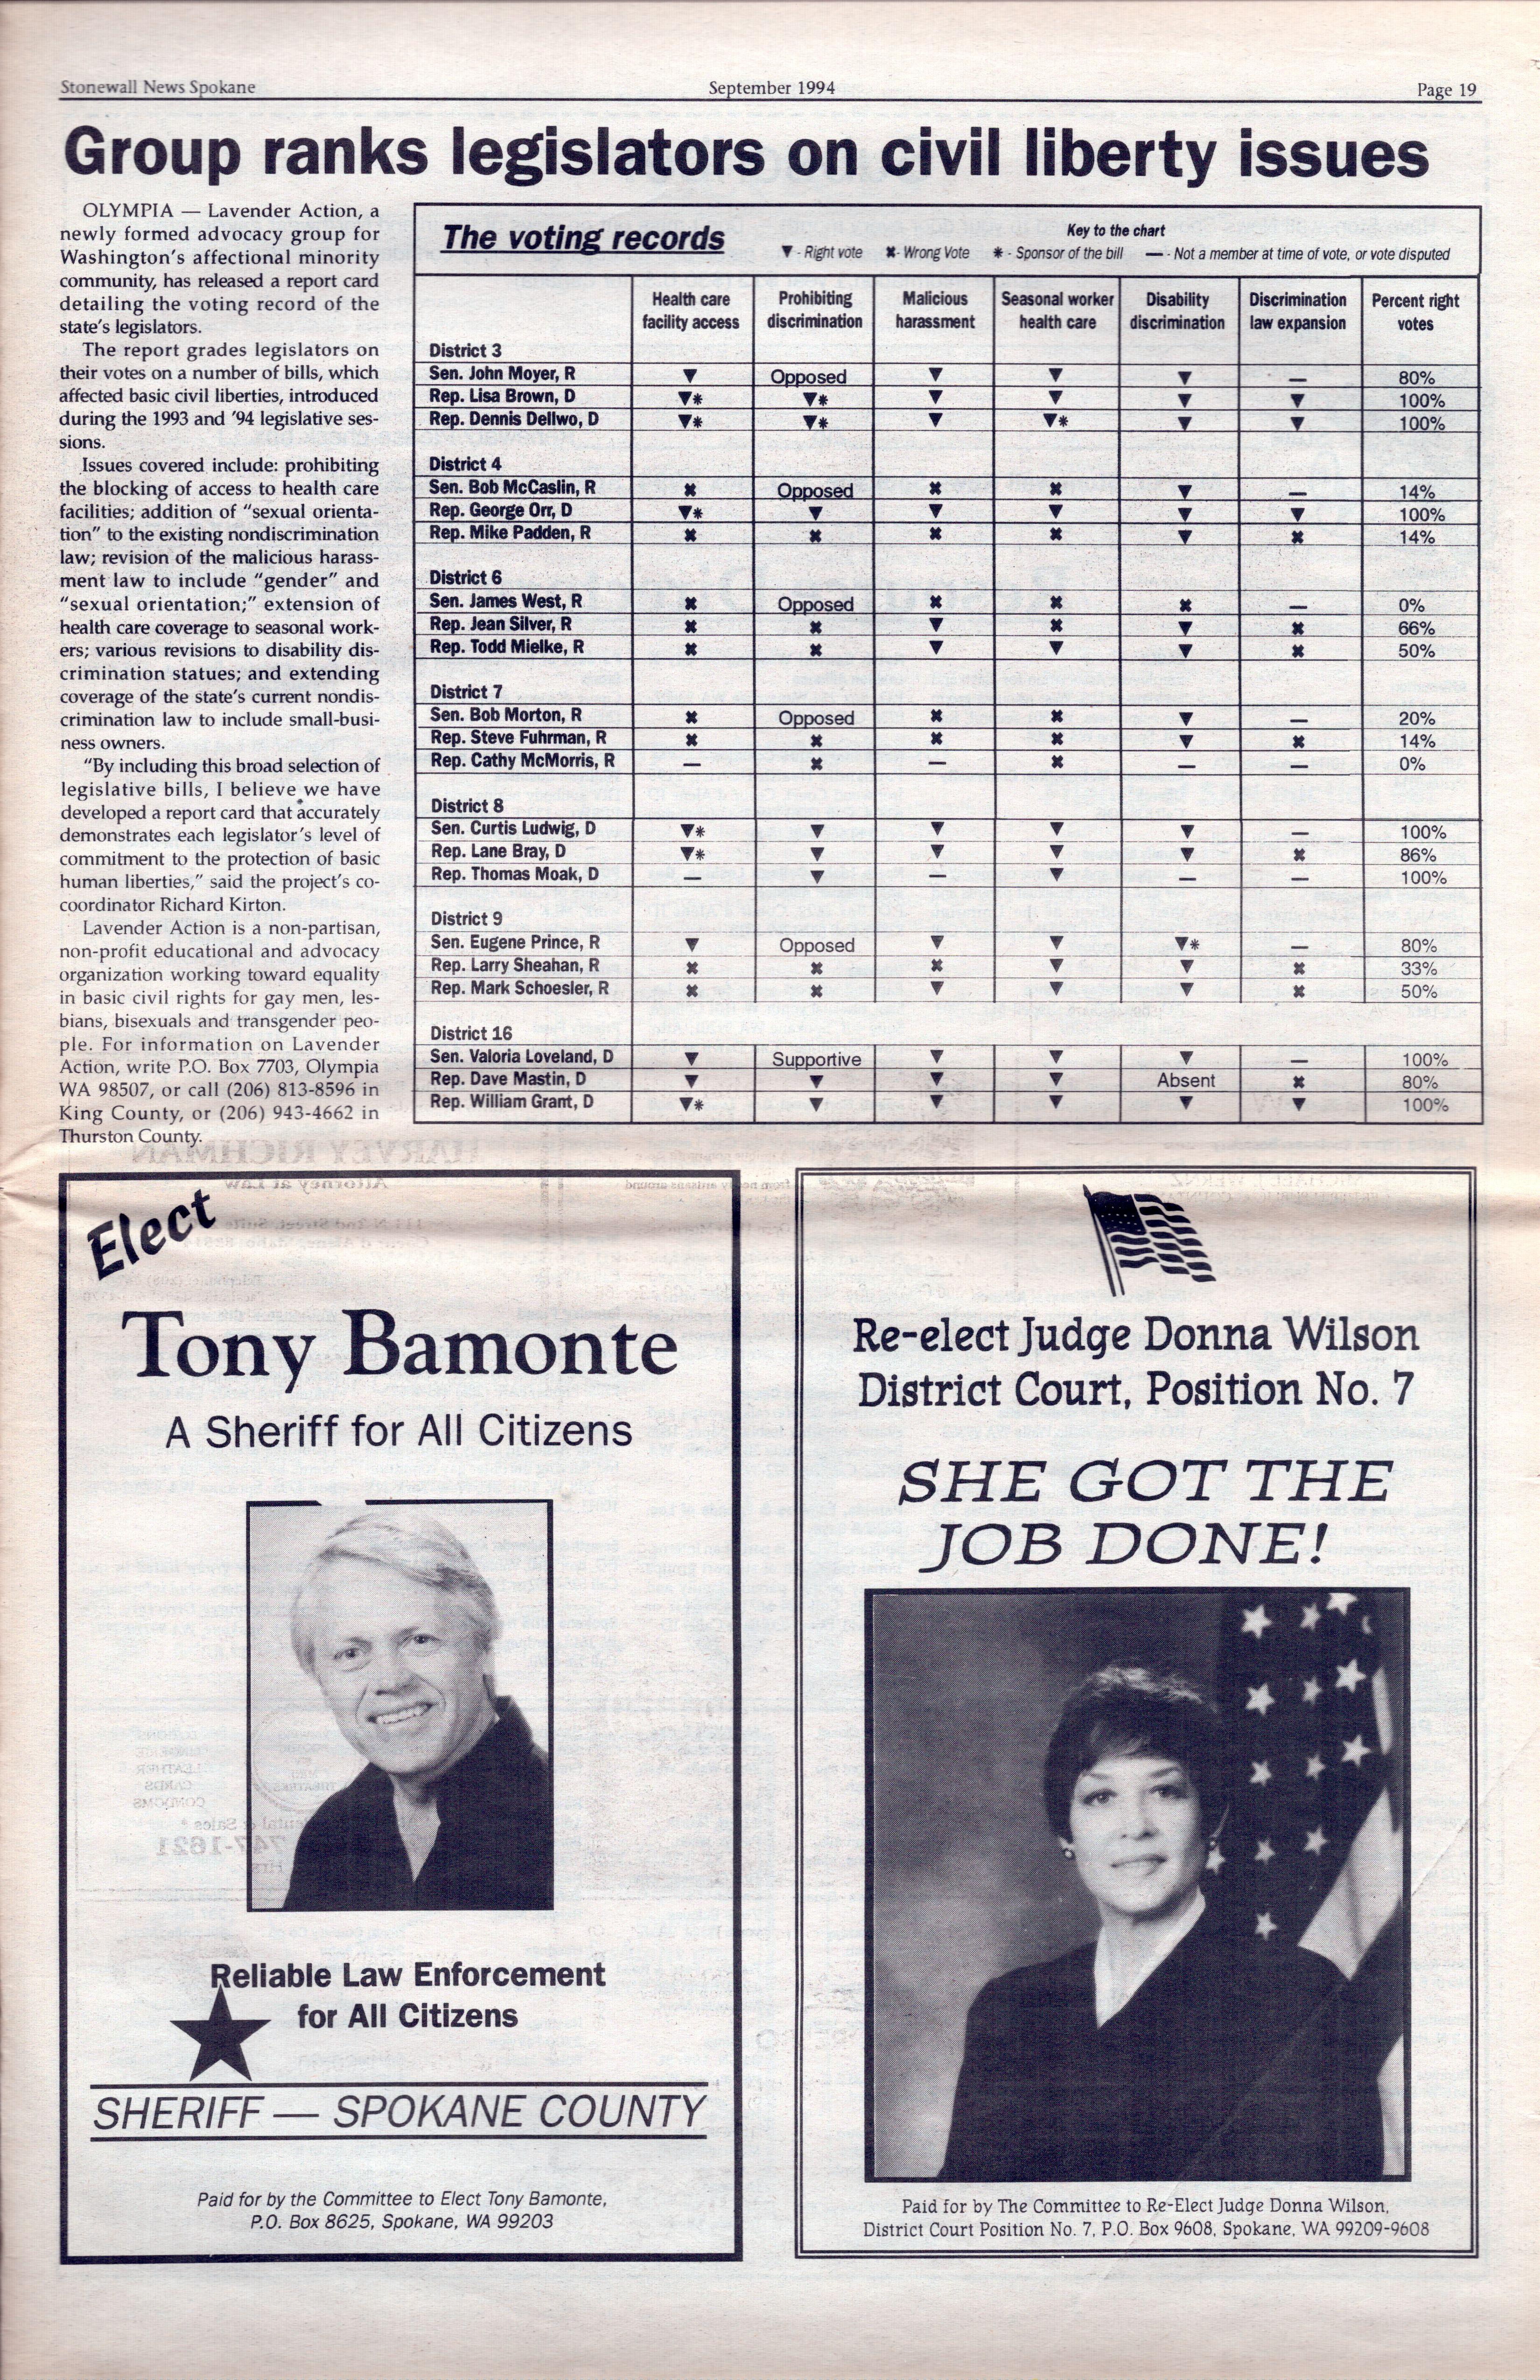 Stonewall News Spokane
September 1994
Page 19
Group ranks legislators on civil liberty issues
OLYMPIA — Lavender Action, a
newly formed advocacy group for
Washington's affectional minority
community, has released a report card
detailing the voting record of the
state's legislators.
The report grades legislators on
their votes on a number of bills, which
affected basic civil liberties, introduced
during the 1993 and '94 legislative ses-
sions.
Issues covered include: prohibiting
the blocking of access to health care
facilities; addition of "sexual orienta-
tion" to the existing nondiscrimination
law; revision of the malicious harass-
ment law to include "gender" and
"sexual orientation;" extension of
health care coverage to seasonal work-
ers; various revisions to disability dis-
crimination statues; and extending
coverage of the state's current nondis-
crimination law to include small-busi-
ness owners.
"By including this broad selection of
legislative bills, I believe we have
developed a report card that accurately
demonstrates each legislator's level of
commitment to the protection of basic
human liberties," said the project's co-
coordinator Richard Kirton.
Lavender Action is a non-partisan,
non-profit educational and advocacy
organization working toward equality
in basic civil rights for gay men, les-
bians, bisexuals and transgender peo-
ple. For information on Lavender
Action, write P.O. Box 7703, Olympia
WA 98507, or call (206) 813-8596 in
King County, or (206) 943-4662 in
Thurston County.
The voting records
Key to the chart
▼ - Right vote ✖- Wrong Vote * - Sponsor of the bill — - Not a member at time of vote, or vote disputed
Health care facility access | Prohibiting discrimination | Malicious harassment | Seasonal worker health care | Disability discrimination | Discrimination law expansion | Percent right votes
District 3
Sen. John Moyer, R ▼ Opposed ▼ ▼ ▼ — 80%
Rep. Lisa Brown, D ▼* ▼* ▼ ▼ ▼ ▼ 100%
Rep. Dennis Dellwo, D ▼* ▼* ▼ ▼* ▼ ▼ 100%
District 4
Sen. Bob McCaslin, R ✖ Opposed ✖ ✖ ▼ — 14%
Rep. George Orr, D ▼* ▼ ▼ ▼ ▼ ▼ 100%
Rep. Mike Padden, R ✖ ✖ ✖ ✖ ▼ ✖ 14%
District 6
Sen. James West, R ✖ Opposed ✖ ✖ ✖ — 0%
Rep. Jean Silver, R ✖ ✖ ▼ ✖ ▼ ✖ 66%
Rep. Todd Mielke, R ✖ ✖ ▼ ▼ ▼ ✖ 50%
District 7
Sen. Bob Morton, R ✖ Opposed ✖ ✖ ▼ — 20%
Rep. Steve Fuhrman, R ✖ ✖ ✖ ✖ ▼ ✖ 14%
Rep. Cathy McMorris, R — ✖ — ✖ — — 0%
District 8
Sen. Curtis Ludwig, D ▼* ▼ ▼ ▼ ▼ — 100%
Rep. Lane Bray, D ▼* ▼ ▼ ▼ ▼ ✖ 86%
Rep. Thomas Moak, D — ▼ — ▼ — — 100%
District 9
Sen. Eugene Prince, R ▼ Opposed ▼ ▼ ▼* — 80%
Rep. Larry Sheahan, R ✖ ✖ ✖ ▼ ▼ ✖ 33%
Rep. Mark Schoesler, R ✖ ✖ ▼ ▼ ▼ ✖ 50%
District 16
Sen. Valoria Loveland, D ▼ Supportive ▼ ▼ ▼ — 100%
Rep. Dave Mastin, D ▼ ▼ ▼ ▼ Absent ✖ 80%
Rep. William Grant, D ▼* ▼ ▼ ▼ ▼ ▼ 100%
Elect
Tony Bamonte
A Sheriff for All Citizens
Reliable Law Enforcement
for All Citizens
SHERIFF — SPOKANE COUNTY
Paid for by the Committee to Elect Tony Bamonte,
P.O. Box 8625, Spokane, WA 99203
Re-elect Judge Donna Wilson
District Court, Position No. 7
SHE GOT THE
JOB DONE!
Paid for by The Committee to Re-Elect Judge Donna Wilson,
District Court Position No. 7, P.O. Box 9608, Spokane, WA 99209-9608